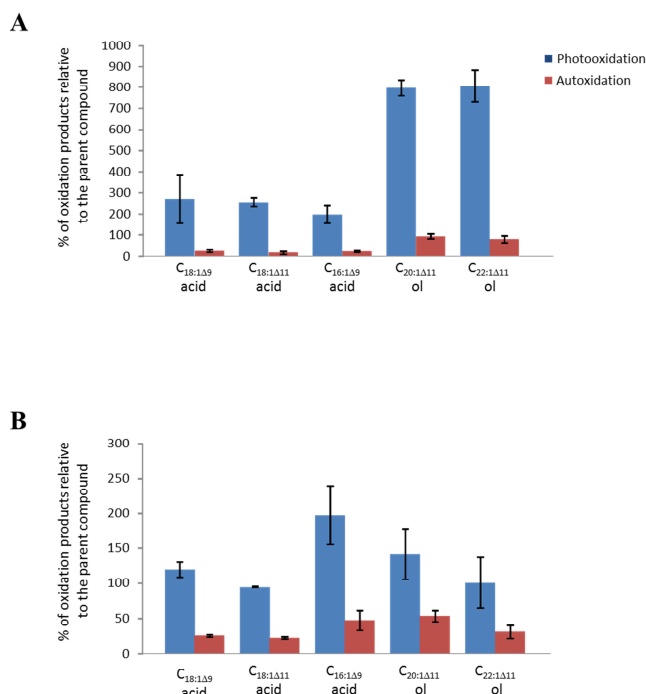 A
% of oxidation products relative
to the parent compound
1000
900
800
700
600
500
400
300
200
100
0
C18:1Δ9
acid
C18:1Δ11
acid
C16:1Δ9
acid
C20:1Δ11
ol
C22:1Δ11
ol
Photooxidation
Autoxidation
B
% of oxidation products relative
to the parent compound
300
250
200
150
100
50
0
C18:1Δ9
acid
C18:1Δ11
acid
C16:1Δ9
acid
C20:1Δ11
ol
C22:1Δ11
ol